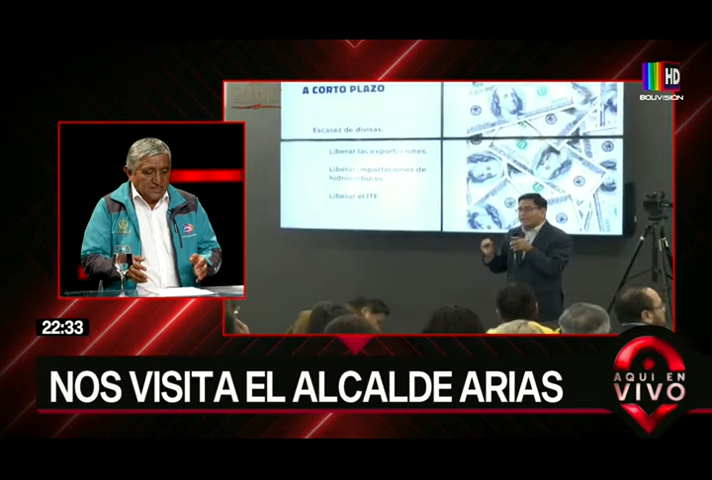 HD
BOLIVISIÓN
A CORTO PLAZO
Escasez de divisas
Liberar las exportaciones.
Liberar importaciones de
hidrocarburos
Liberar el ITF
22:33
NOS VISITA EL ALCALDE ARIAS
AQUÍ EN
VIVO